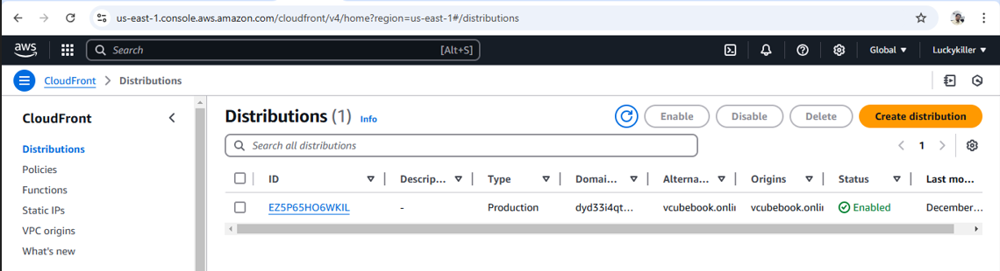 us-east-1.console.aws.amazon.com/cloudfront/v4/home?region=us-east-1#/distributions
aws Search [Alt+S] Global Luckykiller
CloudFront > Distributions
CloudFront
Distributions
Policies
Functions
Static IPs
VPC origins
What's new
Distributions (1) Info Enable Disable Delete Create distribution
Search all distributions 1
ID Descrip... Type Domai... Alterna... Origins Status Last mo...
EZ5P65HO6WKIL - Production dyd33i4qt... vcubebook.onlin vcubebook.onlin Enabled December...